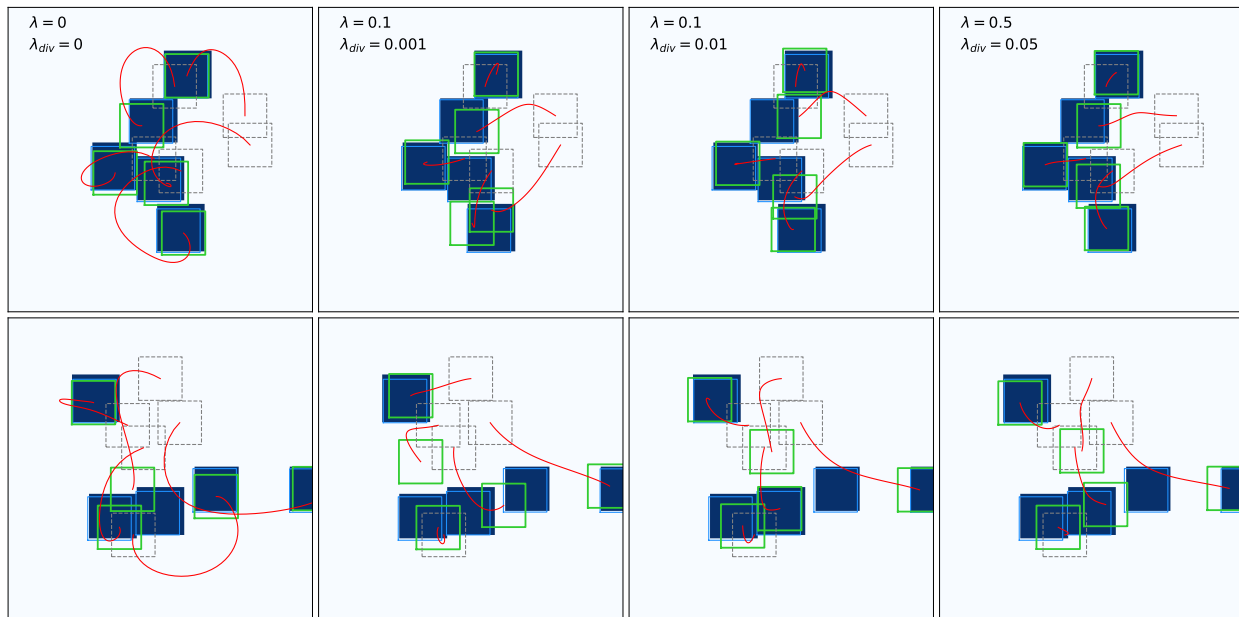 λ = 0
λ_div = 0
λ = 0.1
λ_div = 0.001
λ = 0.1
λ_div = 0.01
λ = 0.5
λ_div = 0.05